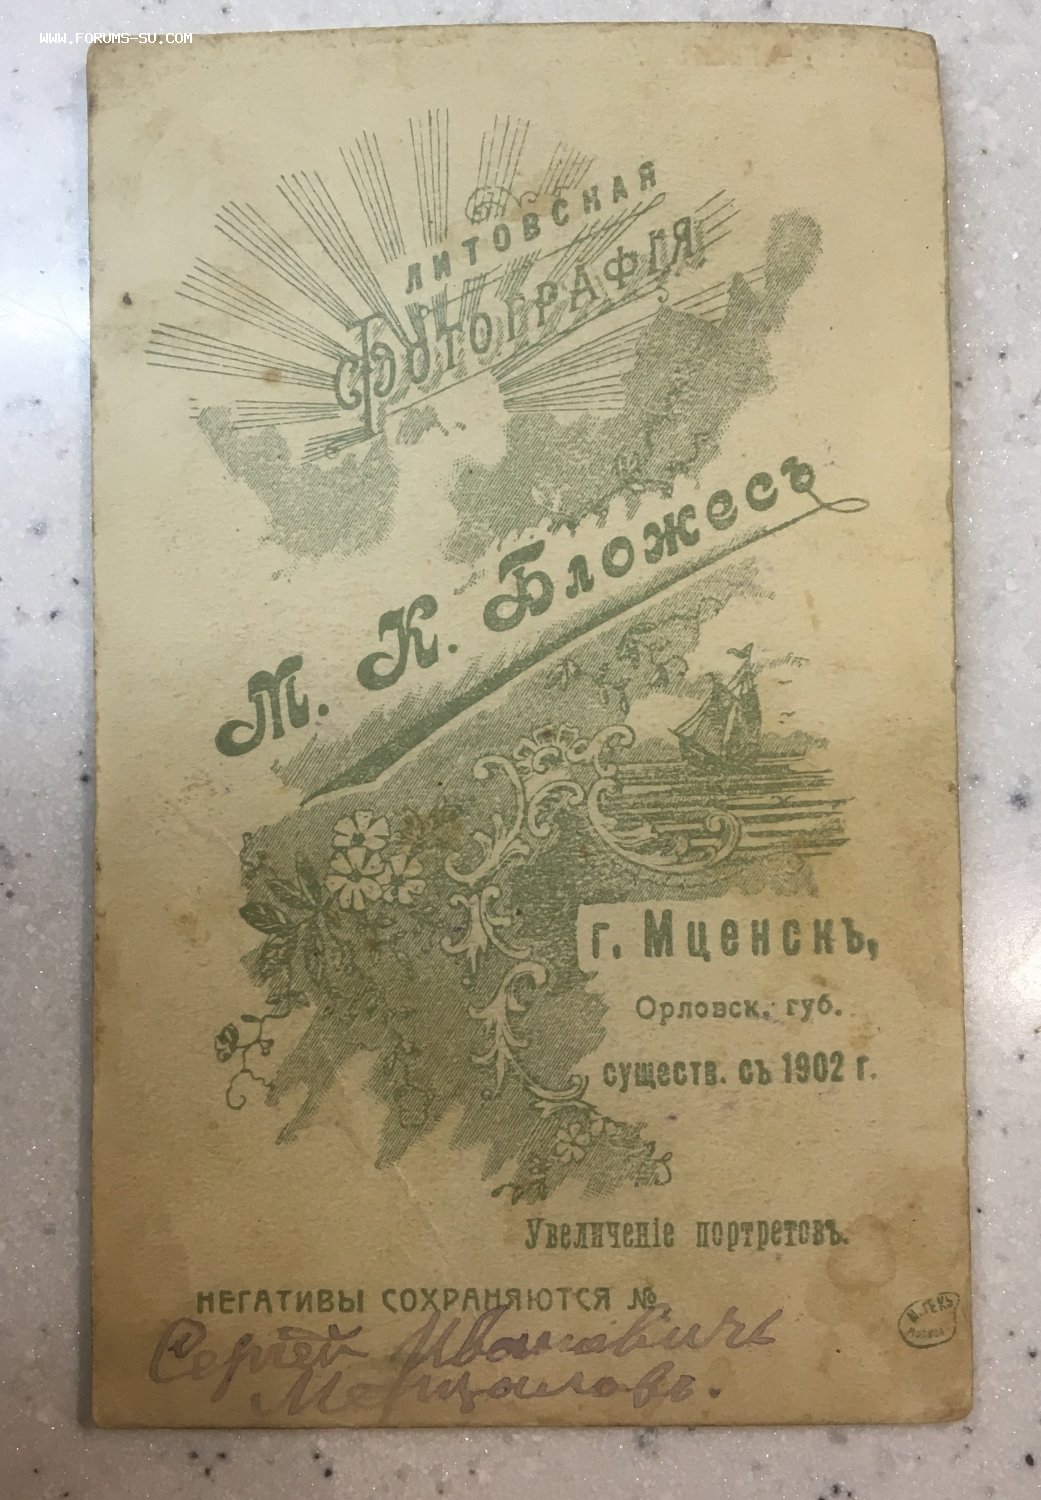 WWW.FORUMS-SU.COM
ЛИТОВСКАЯ
ФОТОГРАФІЯ
М. К. Бложесъ
г. Мценскъ,
Орловск. губ.
существ. съ 1902 г.
Увеличеніе портретовъ.
НЕГАТИВЫ СОХРАНЯЮТСЯ №
Сергей Ивановичъ